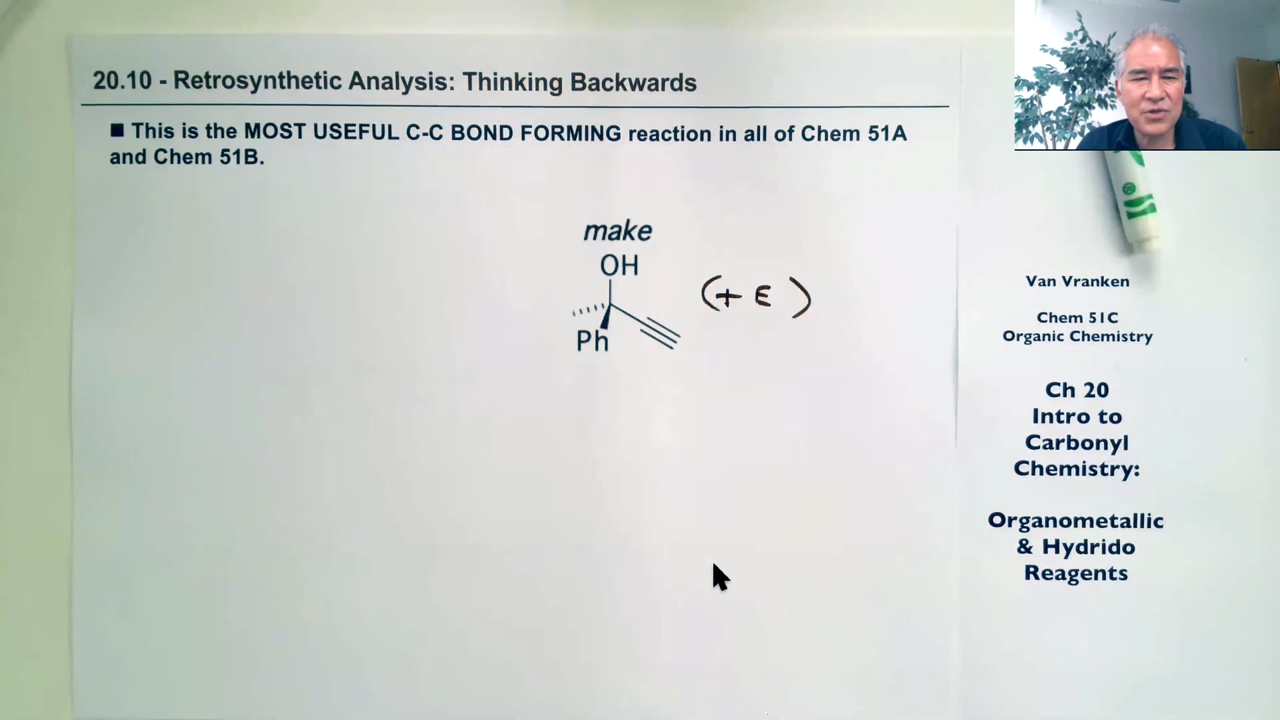 20.10 - Retrosynthetic Analysis: Thinking Backwards
■ This is the MOST USEFUL C-C BOND FORMING reaction in all of Chem 51A
and Chem 51B.
make
OH
(+ E )
Ph
Van Vranken
Chem 51C
Organic Chemistry
Ch 20
Intro to
Carbonyl
Chemistry:
Organometallic
& Hydrido
Reagents